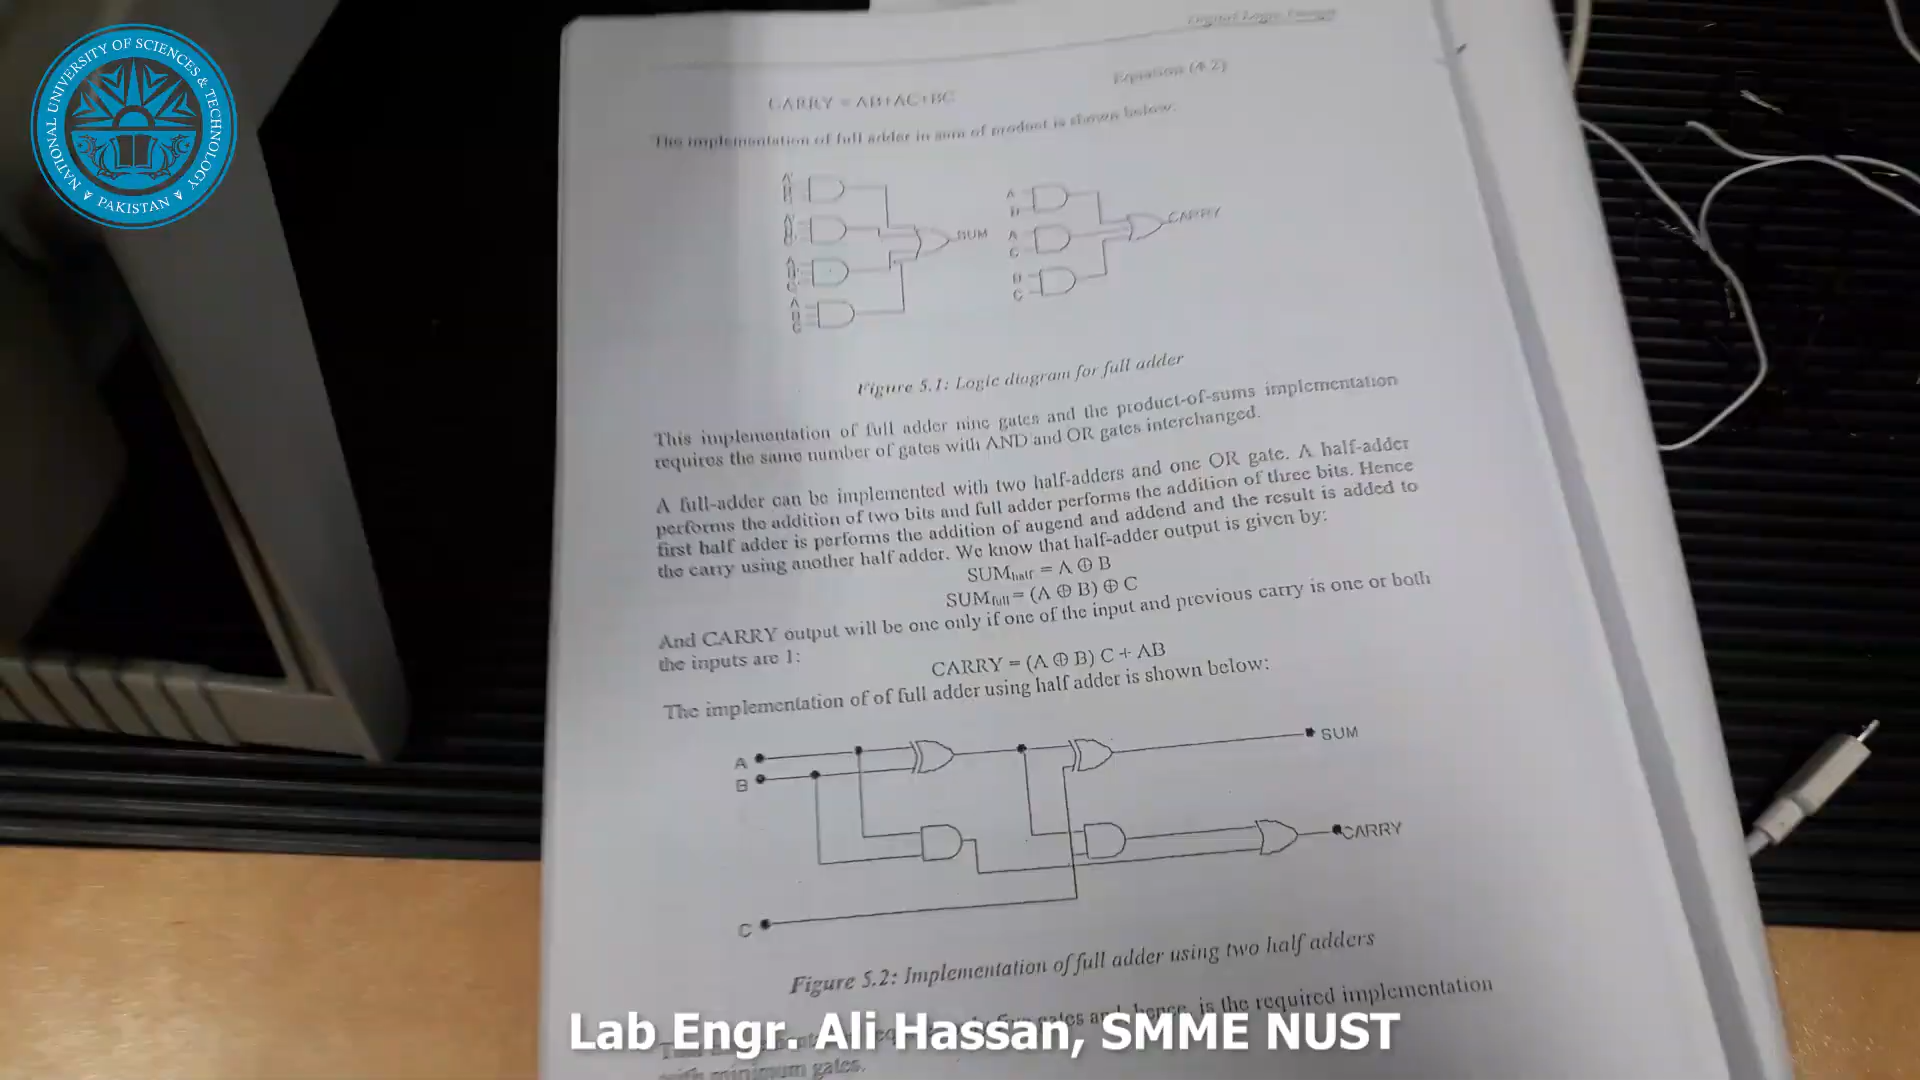 NATIONAL UNIVERSITY OF SCIENCES & TECHNOLOGY
PAKISTAN
Digital Logic Design
Equation (4.2)
CARRY = AB+AC+BC
The implementation of full adder in sum of product is shown below.
SUM
A
B
A
C
B
C
CARRY
Figure 5.1: Logic diagram for full adder
This implementation of full adder nine gates and the product-of-sums implementation
requires the same number of gates with AND and OR gates interchanged.
A full-adder can be implemented with two half-adders and one OR gate. A half-adder
performs the addition of two bits and full adder performs the addition of three bits. Hence
first half adder is performs the addition of augend and addend and the result is added to
the carry using another half adder. We know that half-adder output is given by:
SUMhalf = A ⊕ B
SUMfull = (A ⊕ B) ⊕ C
And CARRY output will be one only if one of the input and previous carry is one or both
the inputs are 1:
CARRY = (A ⊕ B) C + AB
The implementation of of full adder using half adder is shown below:
A
B
C
SUM
CARRY
Figure 5.2: Implementation of full adder using two half adders
gates and hence, is the required implementation
with minimum gates.
Lab Engr. Ali Hassan, SMME NUST